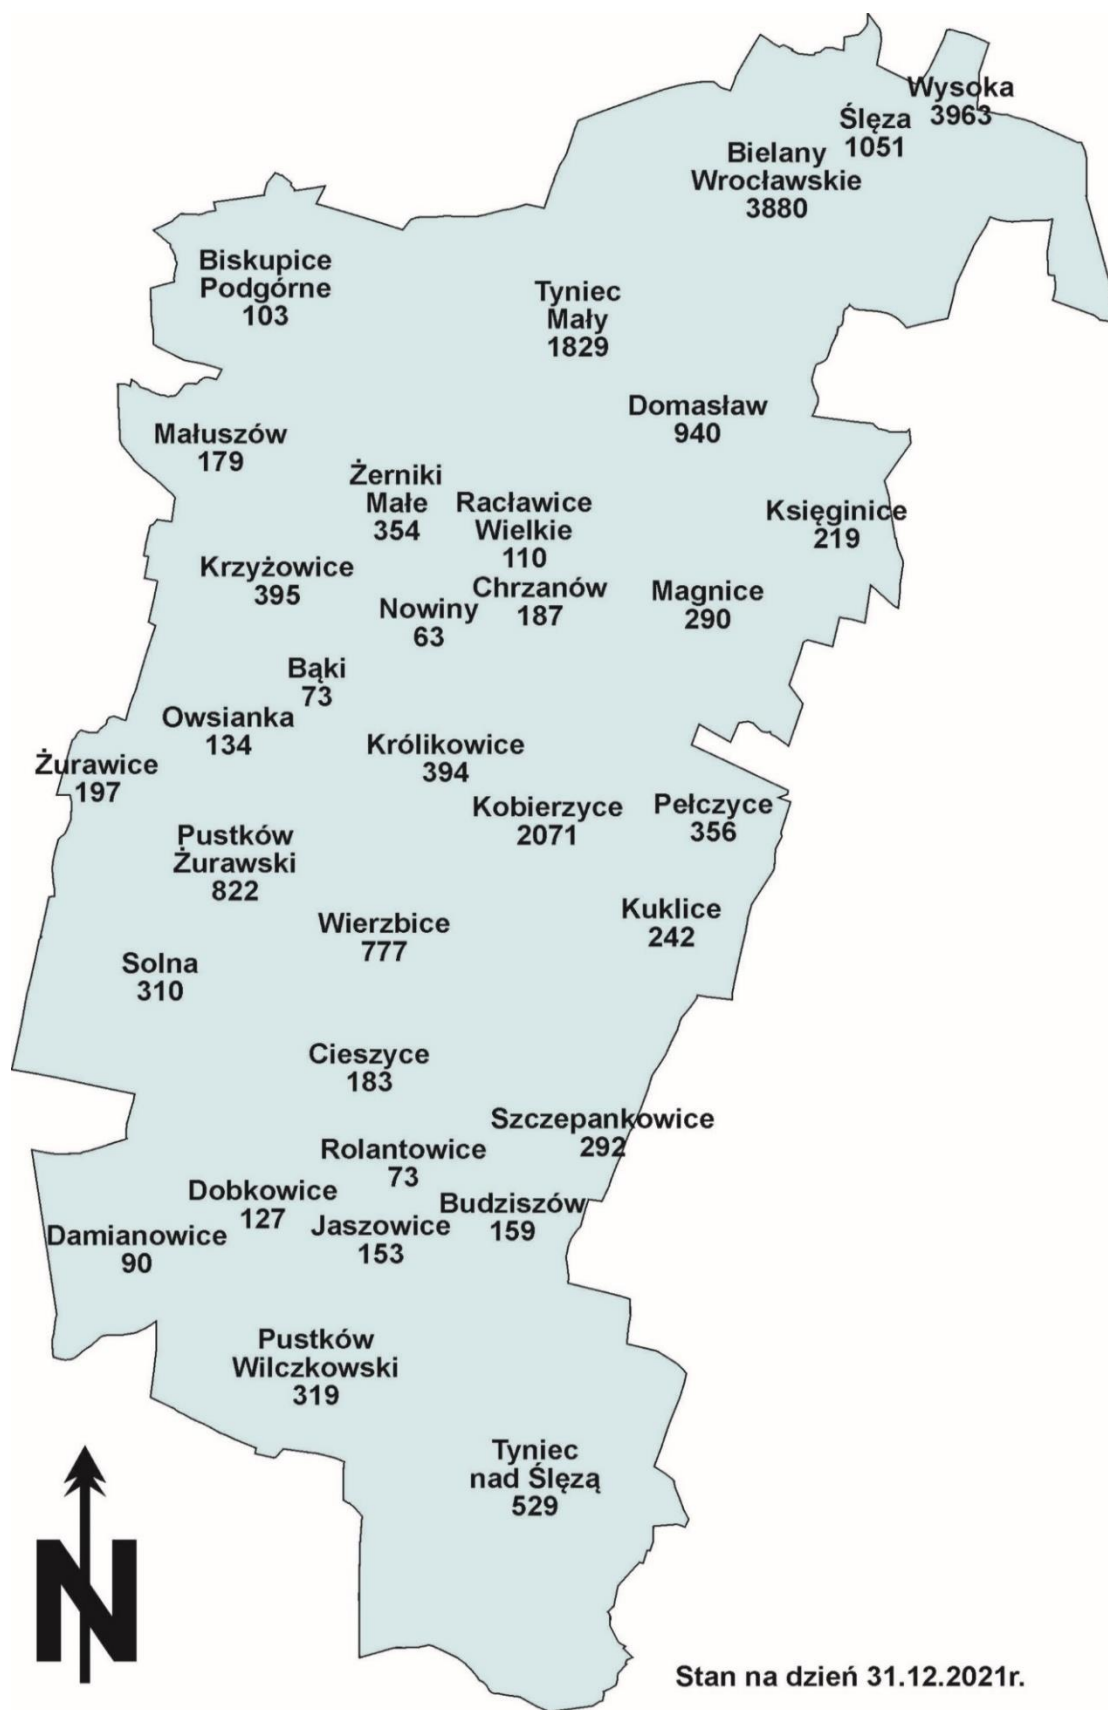 Wysoka
3963
Ślęza
1051
Bielany
Wrocławskie
3880
Biskupice
Podgórne
103
Tyniec
Mały
1829
Domasław
940
Małuszów
179
Żerniki
Małe
354
Racławice
Wielkie
110
Księginice
219
Krzyżowice
395
Chrzanów
187
Magnice
290
Nowiny
63
Bąki
73
Owsianka
134
Królikowice
394
Żurawice
197
Kobierzyce
2071
Pełczyce
356
Pustków
Żurawski
822
Wierzbice
777
Kuklice
242
Solna
310
Cieszyce
183
Szczepankowice
292
Rolantowice
73
Dobkowice
127
Budziszów
159
Jaszowice
153
Damianowice
90
Pustków
Wilczkowski
319
Tyniec
nad Ślęzą
529
N
Stan na dzień 31.12.2021r.